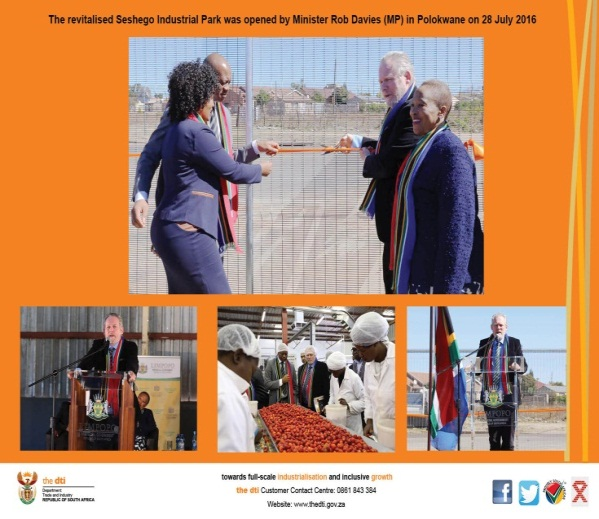 The revitalised Seshego Industrial Park was opened by Minister Rob Davies (MP) in Polokwane on 28 July 2016
LIMPOPO
LIMPOPO
the dti
Department:
Trade and Industry
REPUBLIC OF SOUTH AFRICA
towards full-scale industrialisation and inclusive growth
the dti Customer Contact Centre: 0861 843 384
Website: www.thedti.gov.za